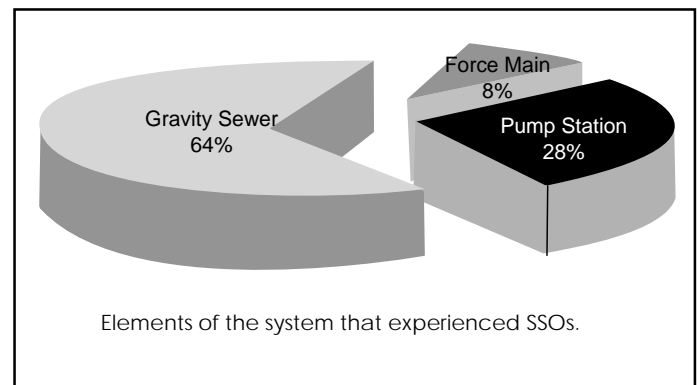 Force Main
8%
Gravity Sewer
64%
Pump Station
28%
Elements of the system that experienced SSOs.